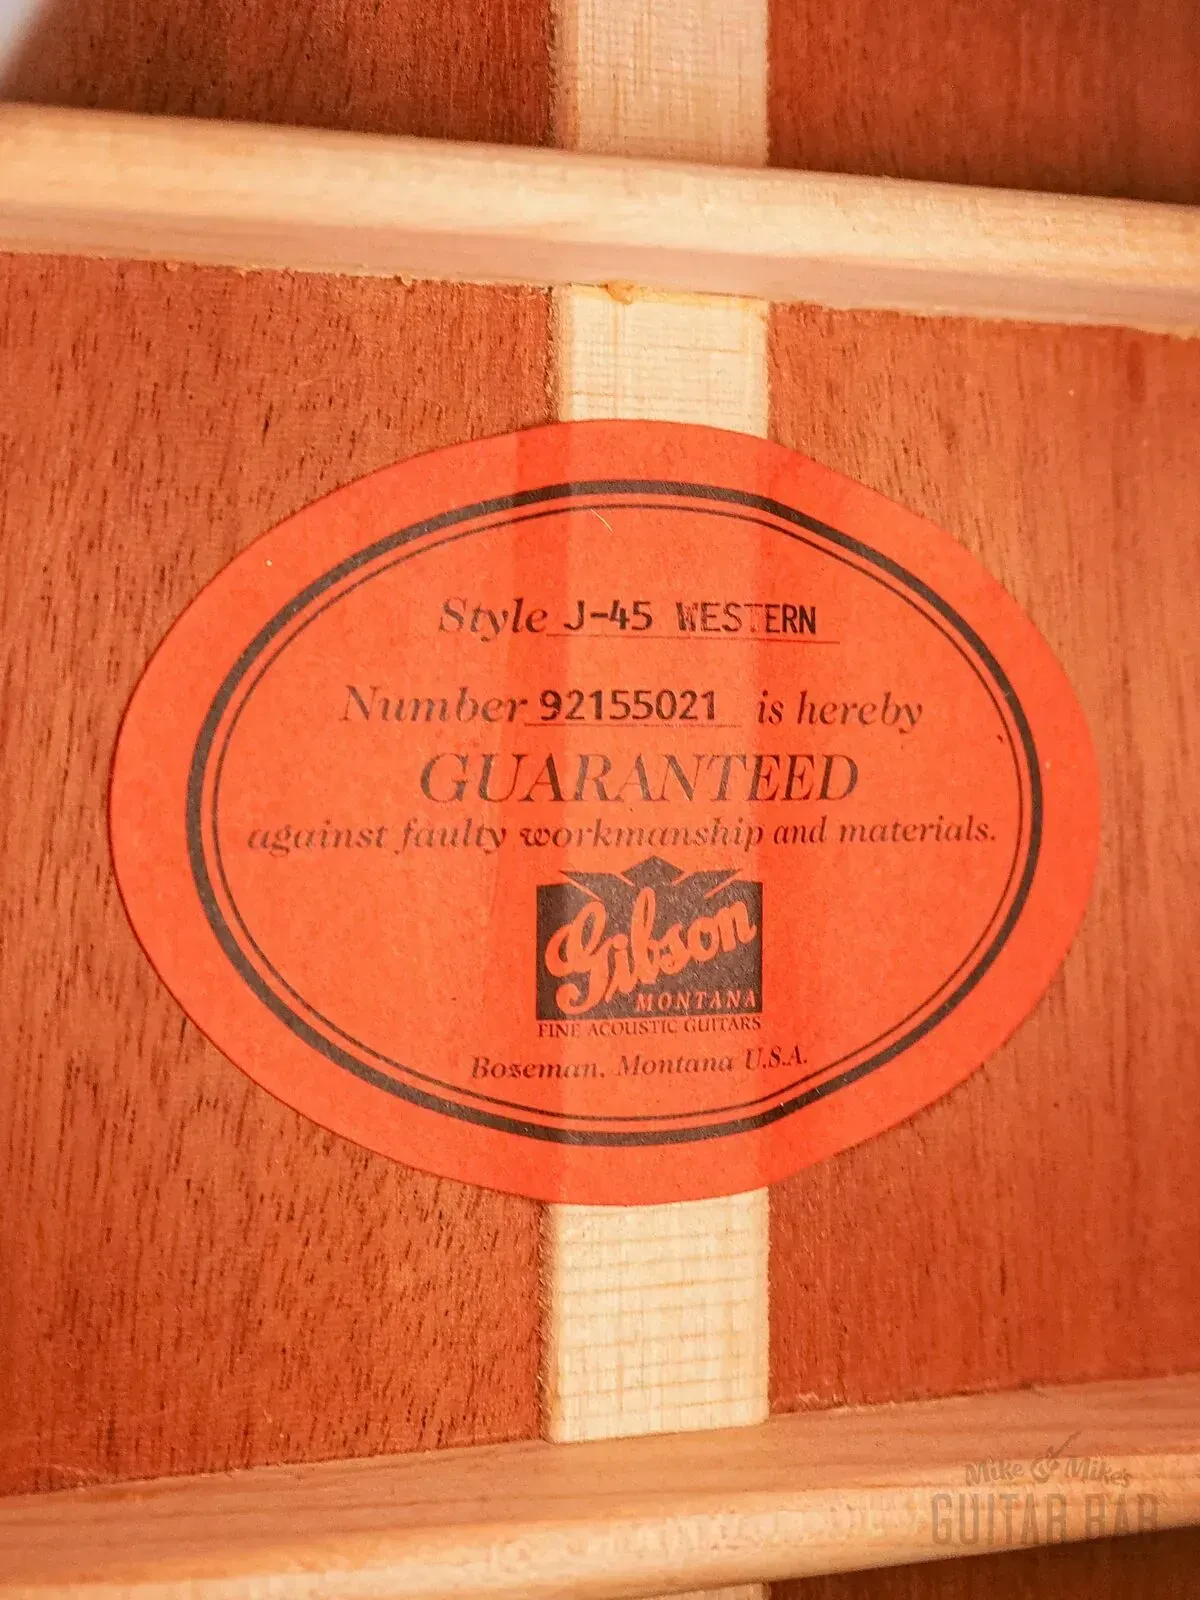 Style J-45 WESTERN
Number 92155021 is hereby
GUARANTEED
against faulty workmanship and materials.
Gibson
MONTANA
FINE ACOUSTIC GUITARS
Bozeman, Montana U.S.A.
Mike & Mike's
GUITAR BAR